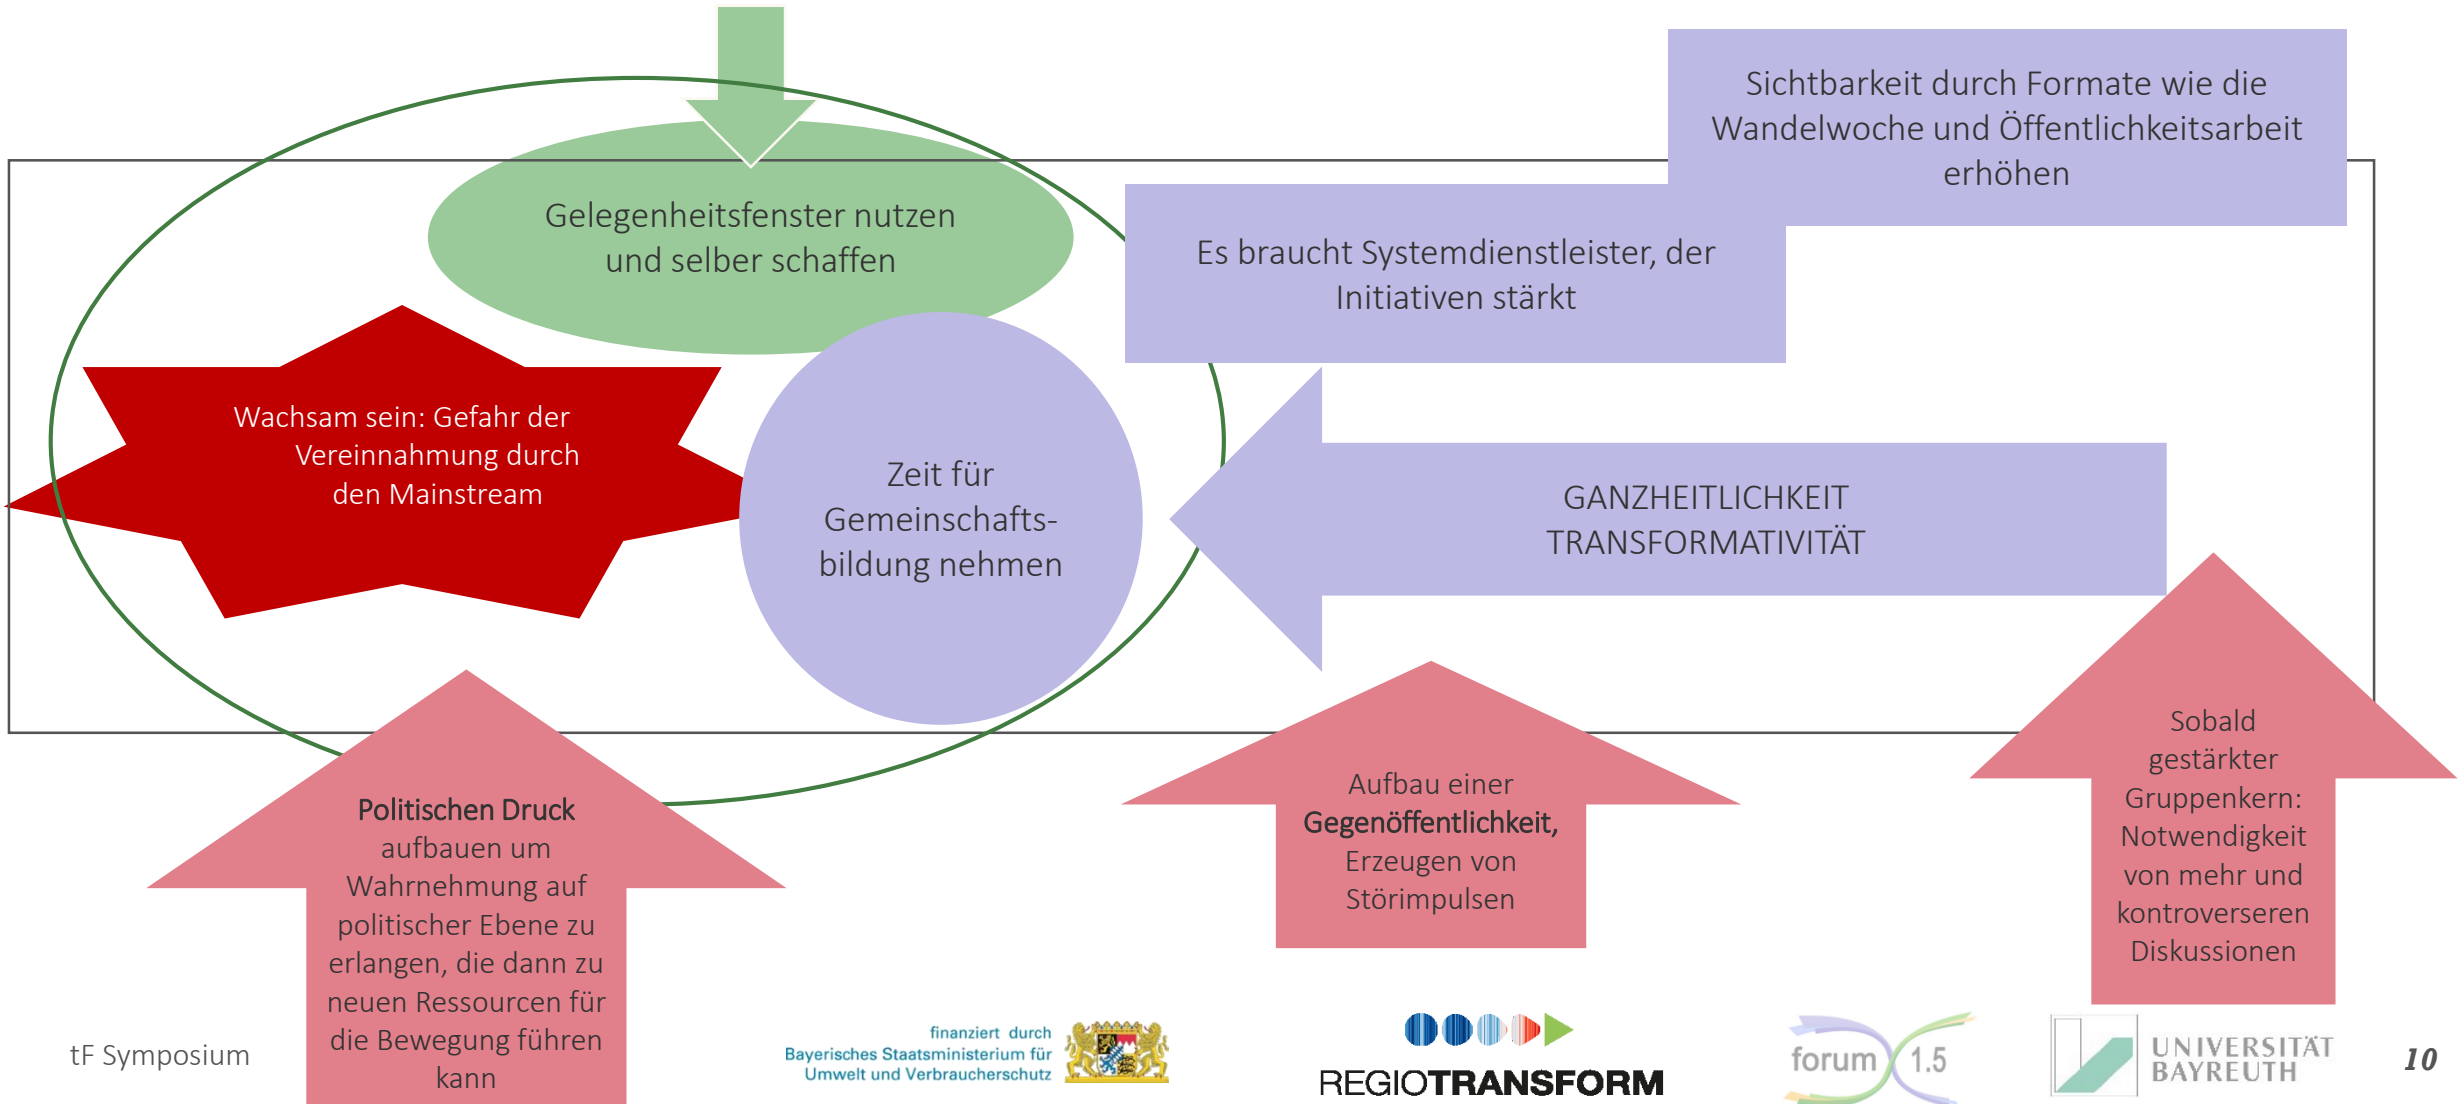 Sichtbarkeit durch Formate wie die
Wandelwoche und Öffentlichkeitsarbeit
erhöhen
Gelegenheitsfenster nutzen
und selber schaffen
Es braucht Systemdienstleister, der
Initiativen stärkt
Wachsam sein: Gefahr der
Vereinnahmung durch
den Mainstream
Zeit für
Gemeinschafts-
bildung nehmen
GANZHEITLICHKEIT
TRANSFORMATIVITÄT
Politischen Druck
aufbauen um
Wahrnehmung auf
politischer Ebene zu
erlangen, die dann zu
neuen Ressourcen für
die Bewegung führen
kann
Aufbau einer
Gegenöffentlichkeit,
Erzeugen von
Störimpulsen
Sobald
gestärkter
Gruppenkern:
Notwendigkeit
von mehr und
kontroverseren
Diskussionen
tF Symposium
finanziert durch
Bayerisches Staatsministerium für
Umwelt und Verbraucherschutz
REGIOTRANSFORM
forum 1.5
UNIVERSITÄT
BAYREUTH
10